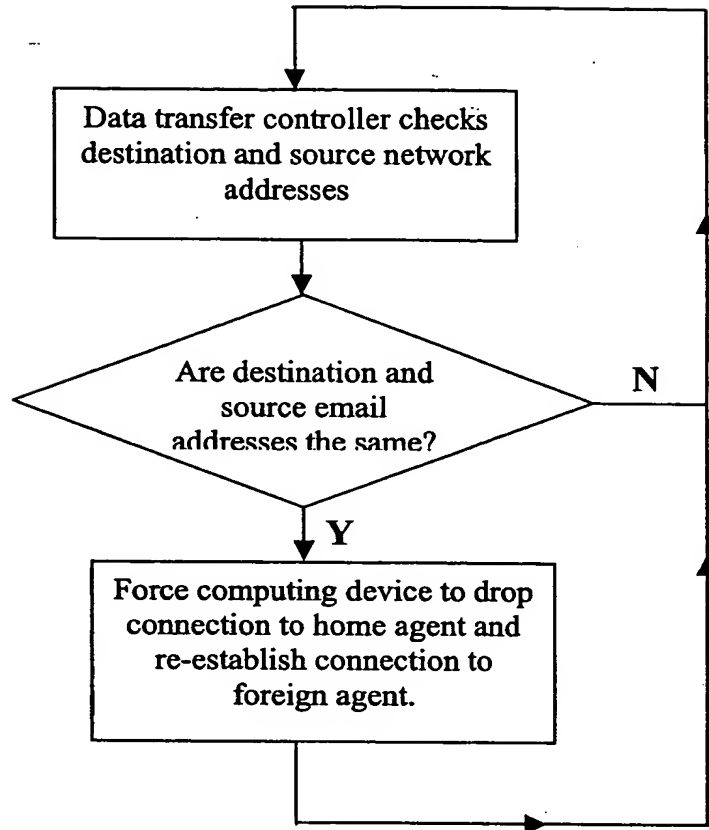 Data transfer controller checks
destination and source network
addresses
Are destination and
source email
addresses the same?
N
Y
Force computing device to drop
connection to home agent and
re-establish connection to
foreign agent.